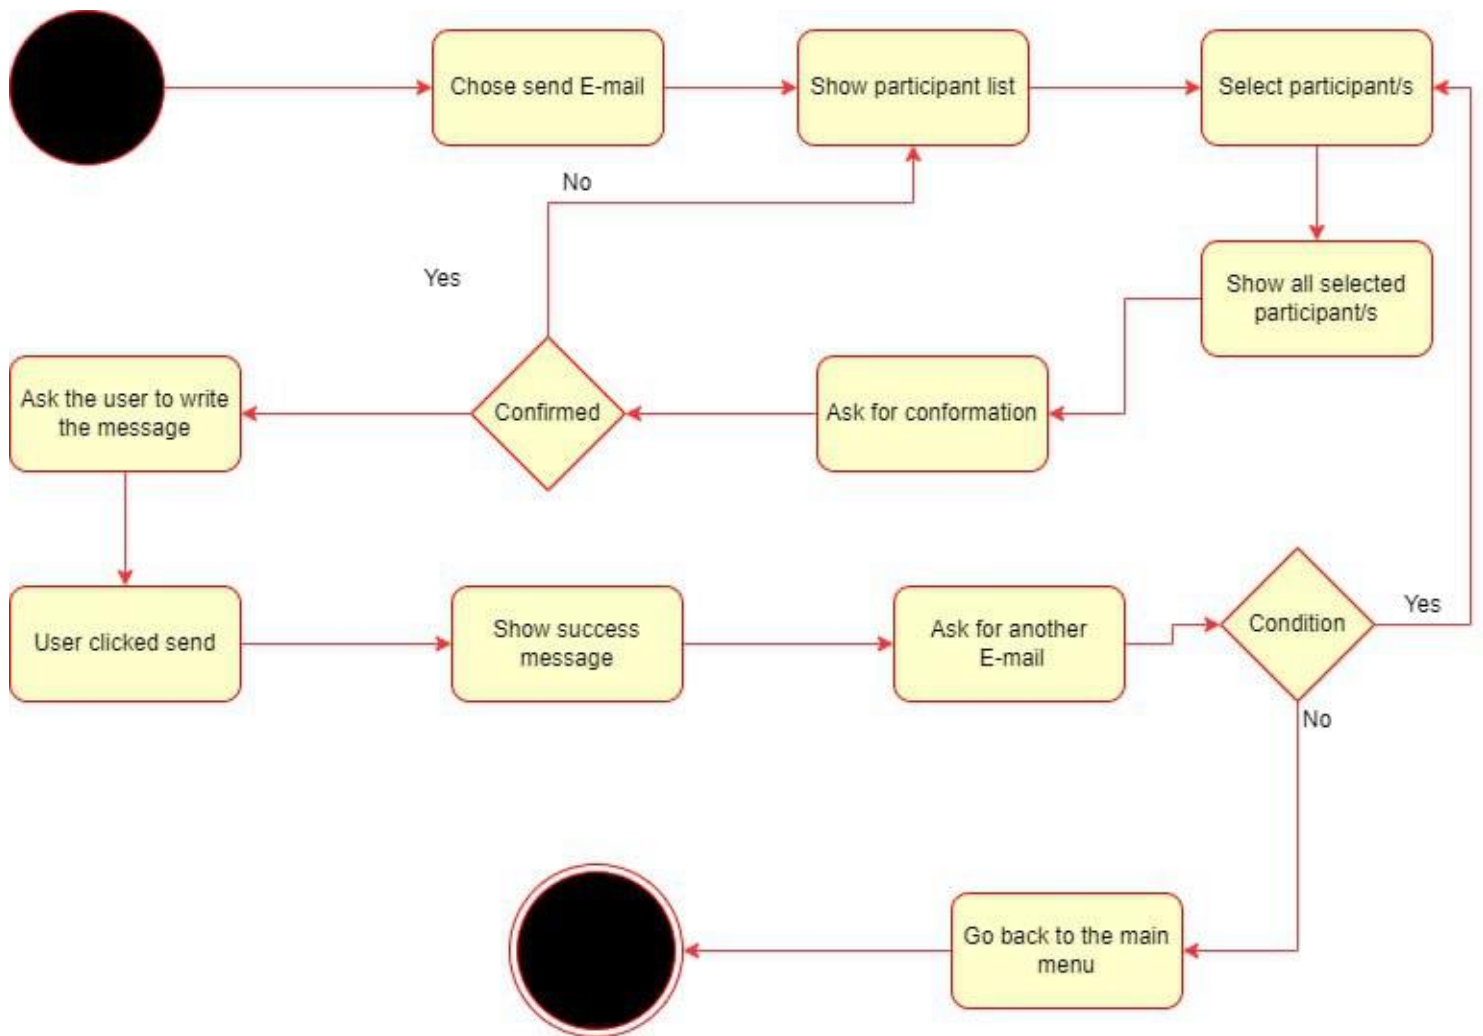 Chose send E-mail
Show participant list
Select participant/s
No
Yes
Show all selected
participant/s
Ask the user to write
the message
Confirmed
Ask for conformation
User clicked send
Show success
message
Ask for another
E-mail
Condition
Yes
No
Go back to the main
menu